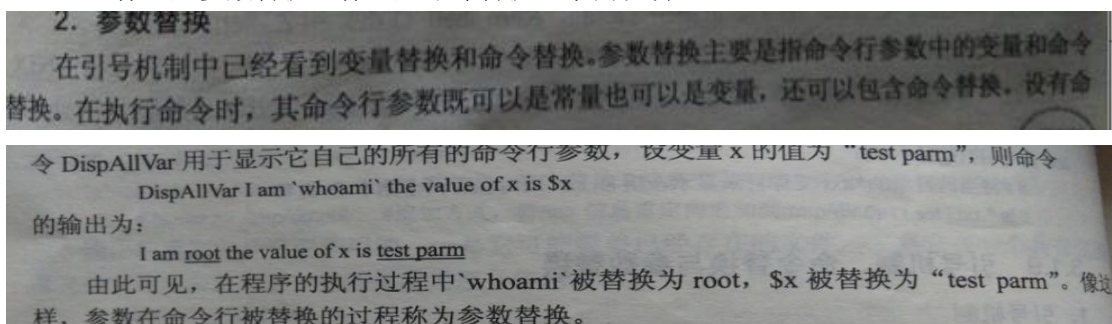 2. 参数替换
在引号机制中已经看到变量替换和命令替换。参数替换主要是指命令行参数中的变量和命令
替换。在执行命令时，其命令行参数既可以是常量也可以是变量，还可以包含命令替换。设有命
令 DispAllVar 用于显示它自己的所有的命令行参数，设变量 x 的值为“test parm”，则命令
DispAllVar I am `whoami` the value of x is $x
的输出为：
I am root the value of x is test parm
由此可见，在程序的执行过程中`whoami`被替换为 root，$x 被替换为“test parm”。像这
样，参数在命令行被替换的过程称为参数替换。